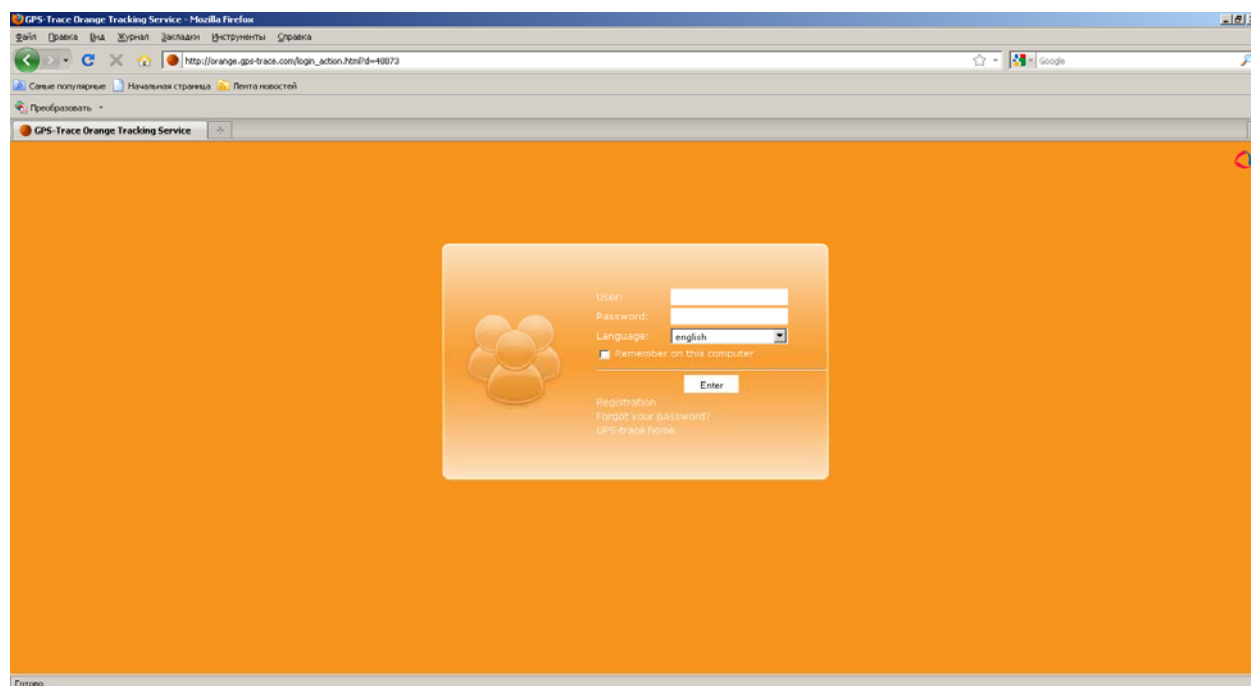 GPS-Trace Orange Tracking Service - Mozilla Firefox
Файл Правка Вид Журнал Закладки Инструменты Справка
http://orange.gps-trace.com/login_action.html?d=48873
Google
Самые популярные Начальная страница Лента новостей
Преобразовать
GPS-Trace Orange Tracking Service
User:
Password:
Language: english
Remember on this computer
Enter
Registration
Forgot your password?
GPS-trace home
Готово